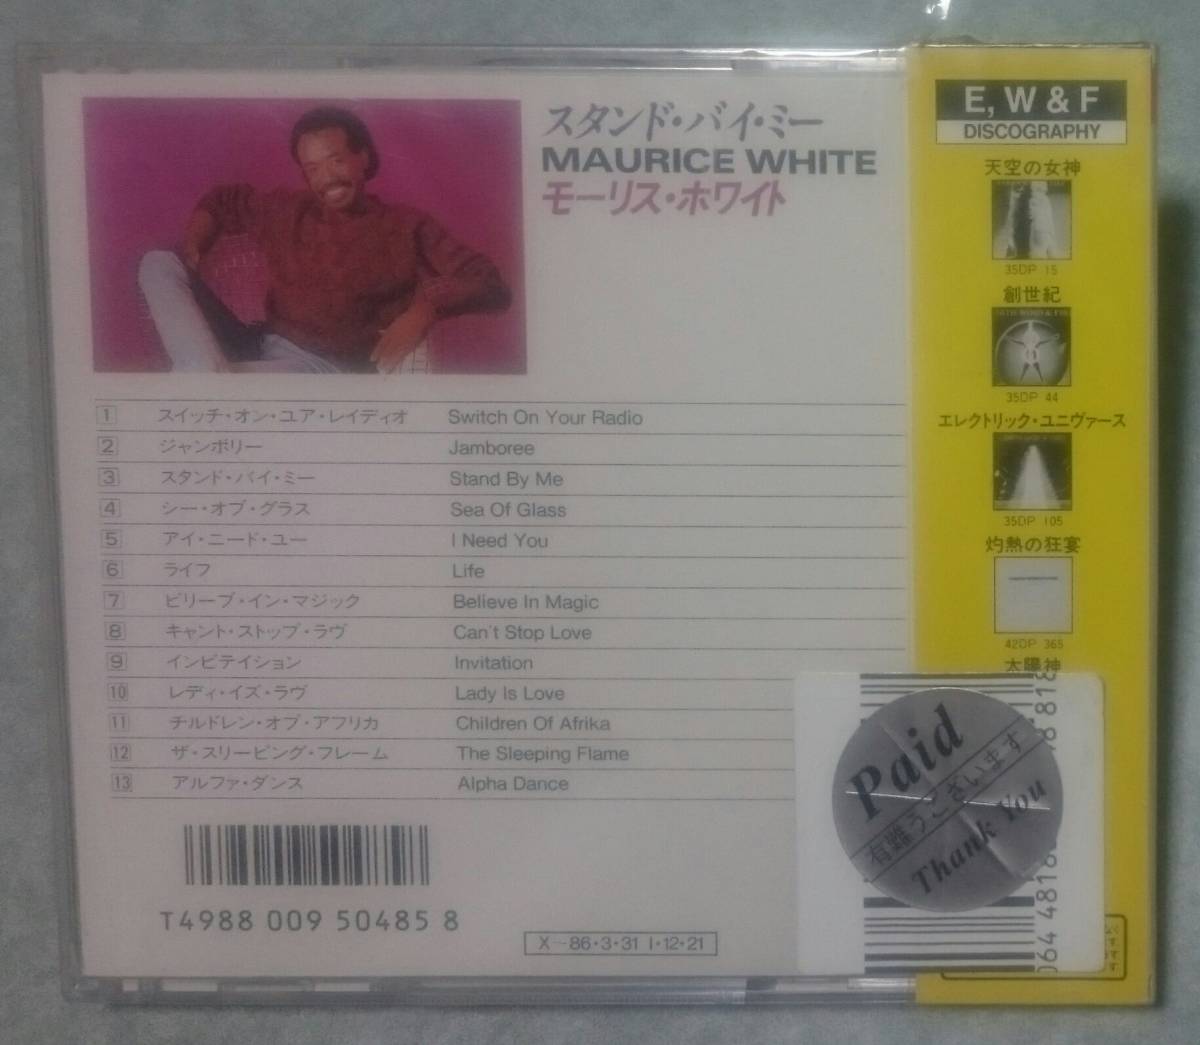 スタンド・バイ・ミー
MAURICE WHITE
モーリス・ホワイト
1 スイッチ・オン・ユア・レイディオ Switch On Your Radio
2 ジャンボリー Jamboree
3 スタンド・バイ・ミー Stand By Me
4 シー・オブ・グラス Sea Of Glass
5 アイ・ニード・ユー I Need You
6 ライフ Life
7 ビリーブ・イン・マジック Believe In Magic
8 キャント・ストップ・ラヴ Can't Stop Love
9 インビテイション Invitation
10 レディ・イズ・ラヴ Lady Is Love
11 チルドレン・オブ・アフリカ Children Of Afrika
12 ザ・スリーピング・フレーム The Sleeping Flame
13 アルファ・ダンス Alpha Dance
T4988 009 50485 8
X-86・3・31 I・12・21
E, W & F
DISCOGRAPHY
天空の女神
35DP 15
創世紀
35DP 44
エレクトリック・ユニヴァース
35DP 105
灼熱の狂宴
42DP 365
太陽神
Paid
有難うございます
Thank You